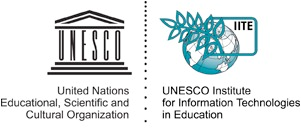 UNESCO
United Nations
Educational, Scientific and
Cultural Organization
IITE
UNESCO Institute
for Information Technologies
in Education